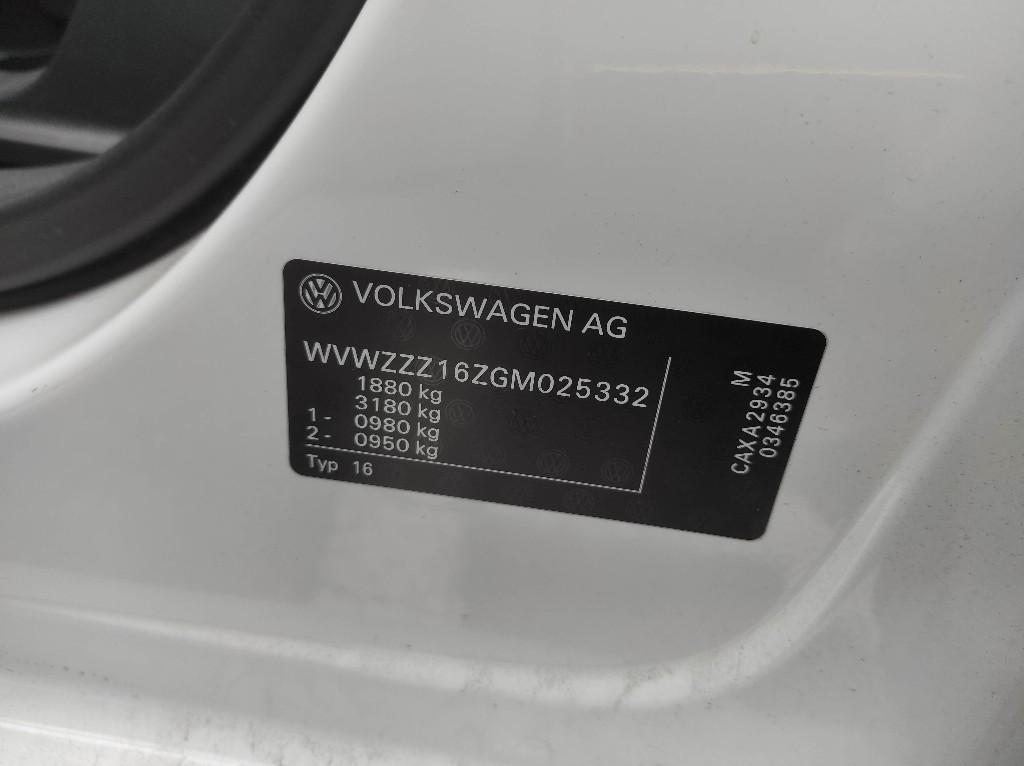 VOLKSWAGEN AG
WVWZZZ16ZGM025332
1880 kg
3180 kg
1- 0980 kg
2- 0950 kg
Typ 16
M
CAXA2934
0346385